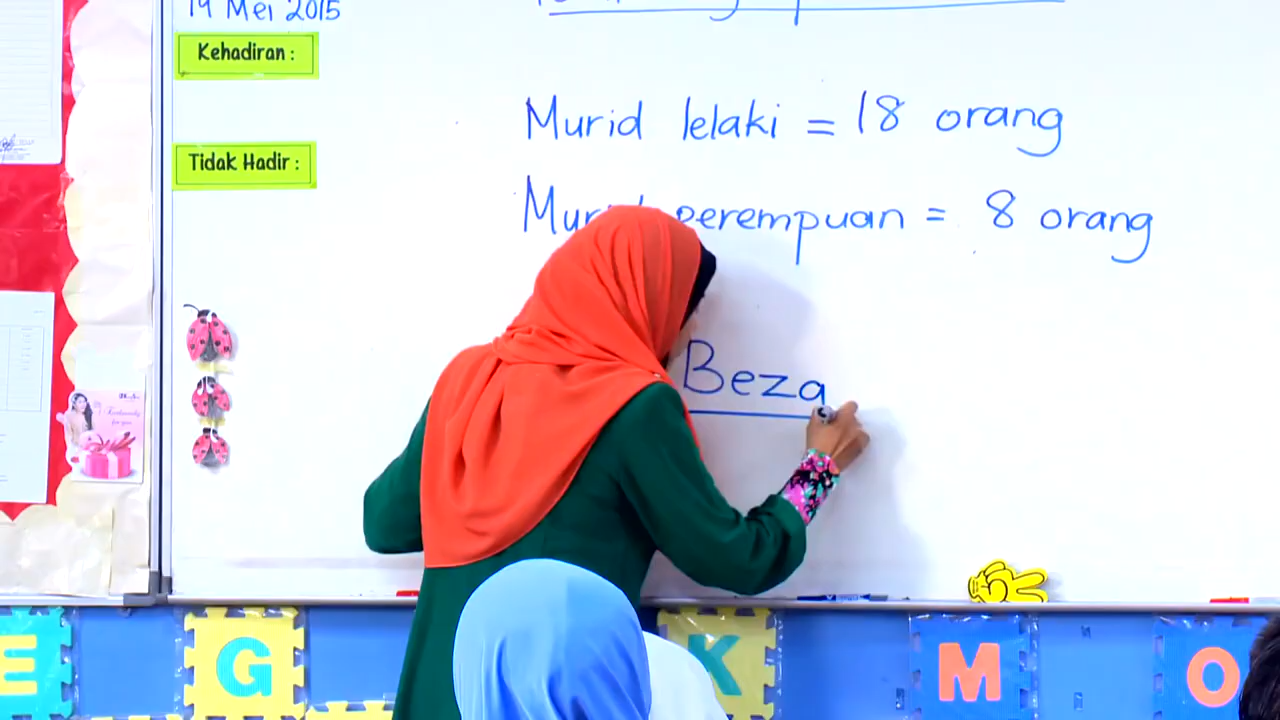 19 Mei 2015
Kehadiran :
Tidak Hadir :
Murid lelaki = 18 orang
perempuan = 8 orang
Beza
E
G
K
M
O